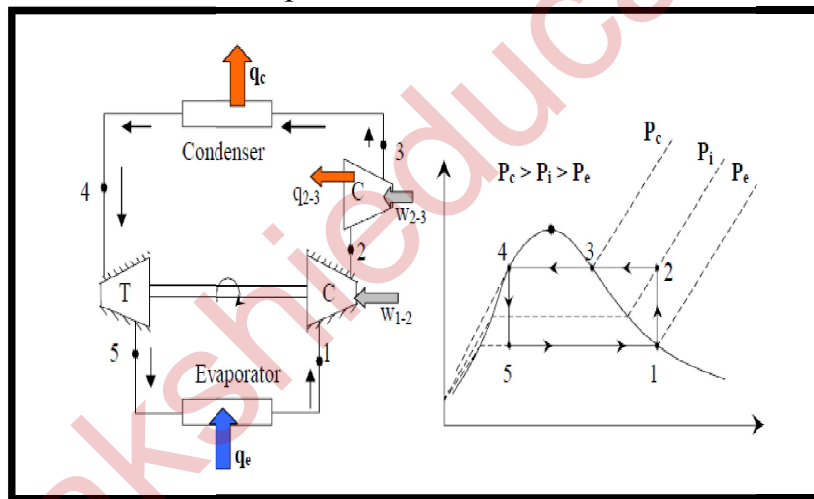 qc
Condenser
3
4
q2-3
C
w2-3
2
T
C
w1-2
5
1
Evaporator
qe
Pc
Pi
Pe
Pc > Pi > Pe
4
3
2
5
1
kshieduc